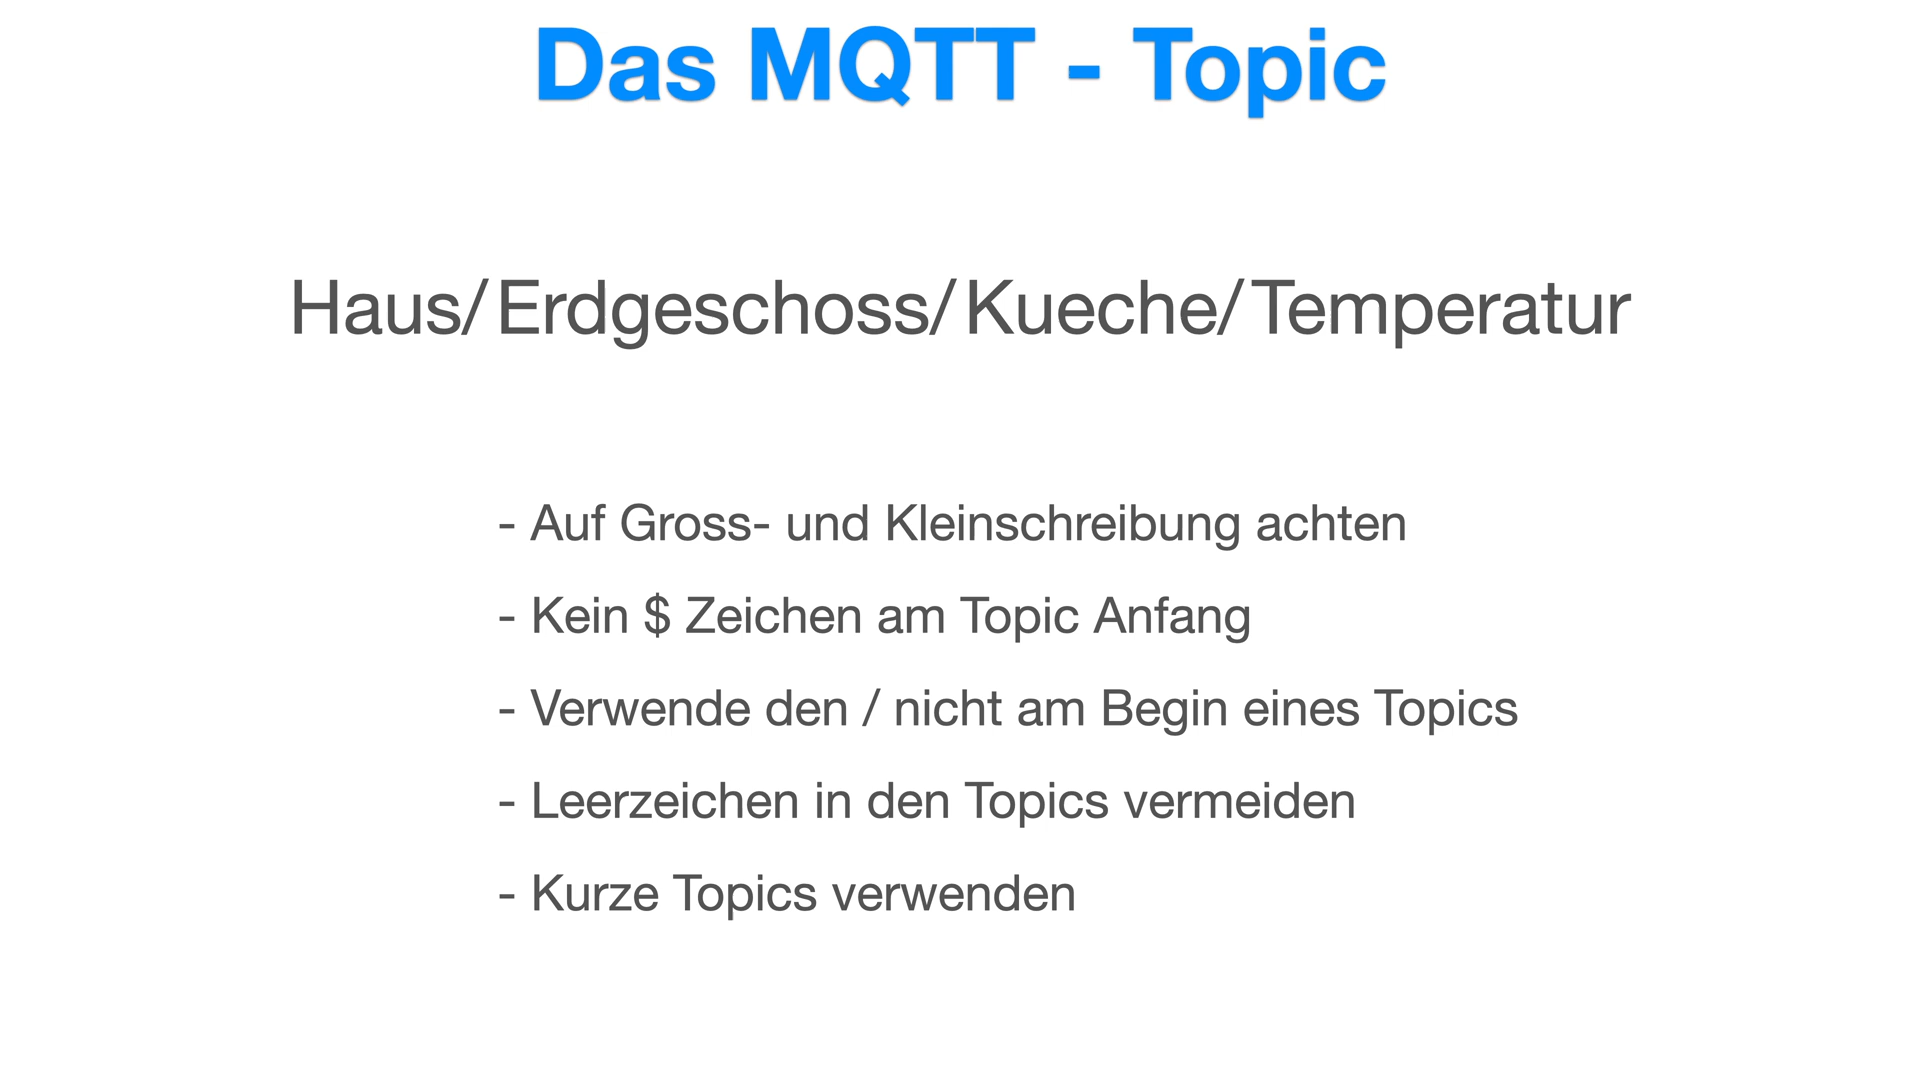 Das MQTT - Topic
Haus/Erdgeschoss/Kueche/Temperatur
- Auf Gross- und Kleinschreibung achten
- Kein $ Zeichen am Topic Anfang
- Verwende den / nicht am Begin eines Topics
- Leerzeichen in den Topics vermeiden
- Kurze Topics verwenden